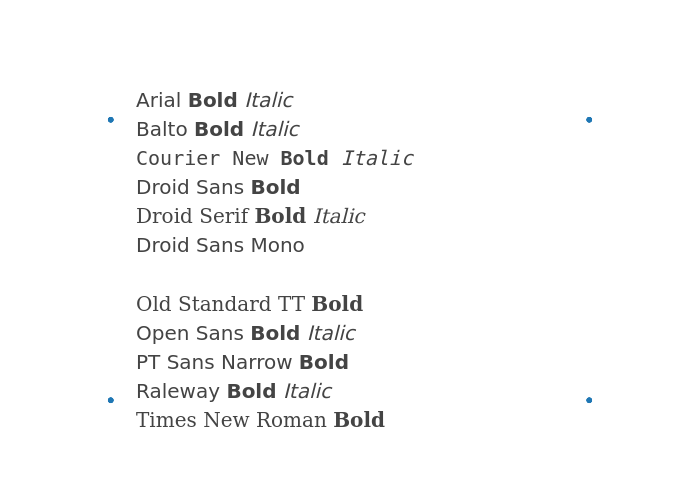 Arial Bold Italic
Balto Bold Italic
Courier New Bold Italic
Droid Sans Bold
Droid Serif Bold Italic
Droid Sans Mono
Old Standard TT Bold
Open Sans Bold Italic
PT Sans Narrow Bold
Raleway Bold Italic
Times New Roman Bold